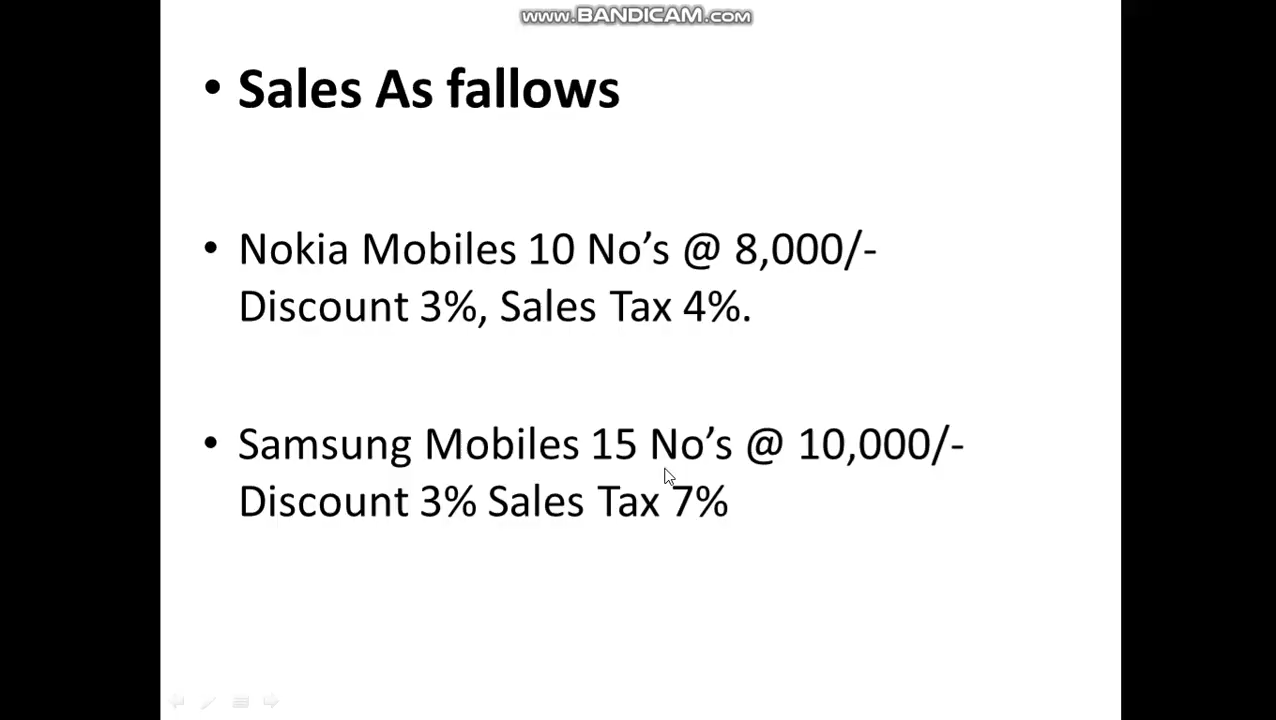 www.BANDICAM.com
• Sales As fallows
• Nokia Mobiles 10 No’s @ 8,000/-
Discount 3%, Sales Tax 4%.
• Samsung Mobiles 15 No’s @ 10,000/-
Discount 3% Sales Tax 7%